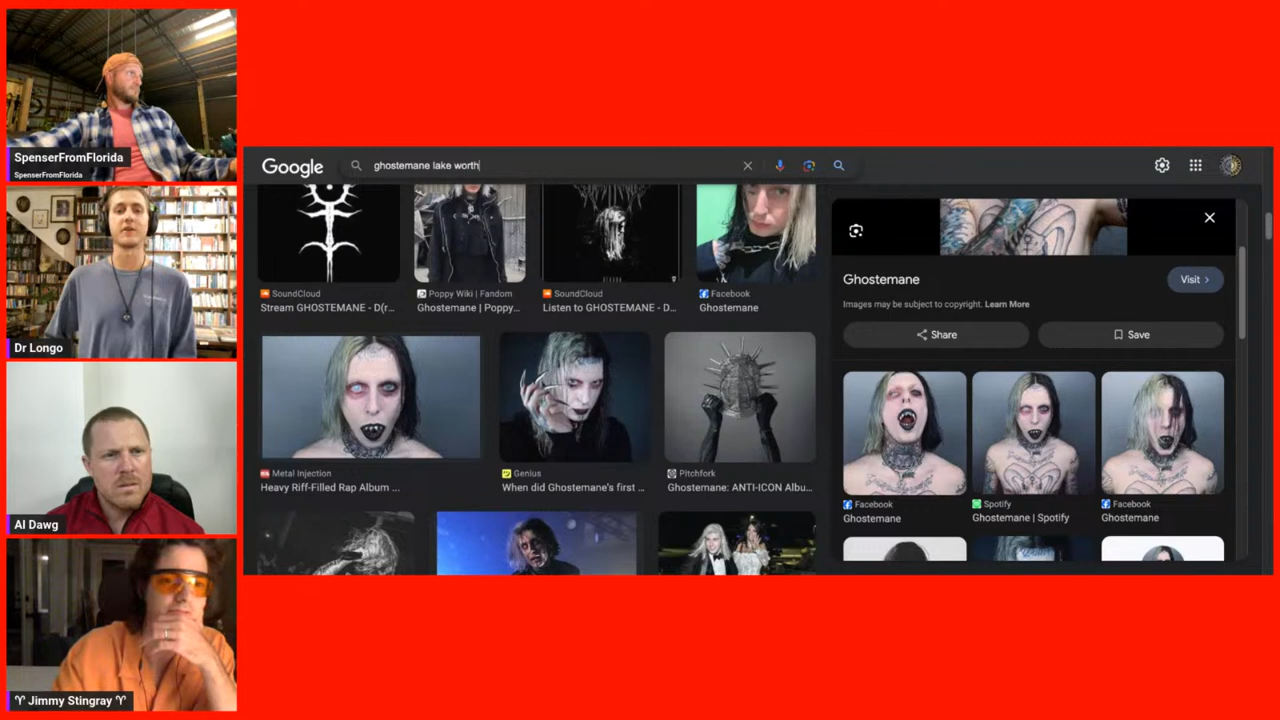 SpenserFromFlorida
SpenserFromFlorida
Dr Longo
Al Dawg
♈ Jimmy Stingray ♈
Google
ghostemane lake worth
SoundCloud
Stream GHOSTEMANE - D(r...
Poppy Wiki | Fandom
Ghostemane | Poppy...
SoundCloud
Listen to GHOSTEMANE - D...
Facebook
Ghostemane
Metal Injection
Heavy Riff-Filled Rap Album ...
Genius
When did Ghostemane's first ...
Pitchfork
Ghostemane: ANTI-ICON Albu...
Ghostemane
Visit
Images may be subject to copyright. Learn More
Share
Save
Facebook
Ghostemane
Spotify
Ghostemane | Spotify
Facebook
Ghostemane